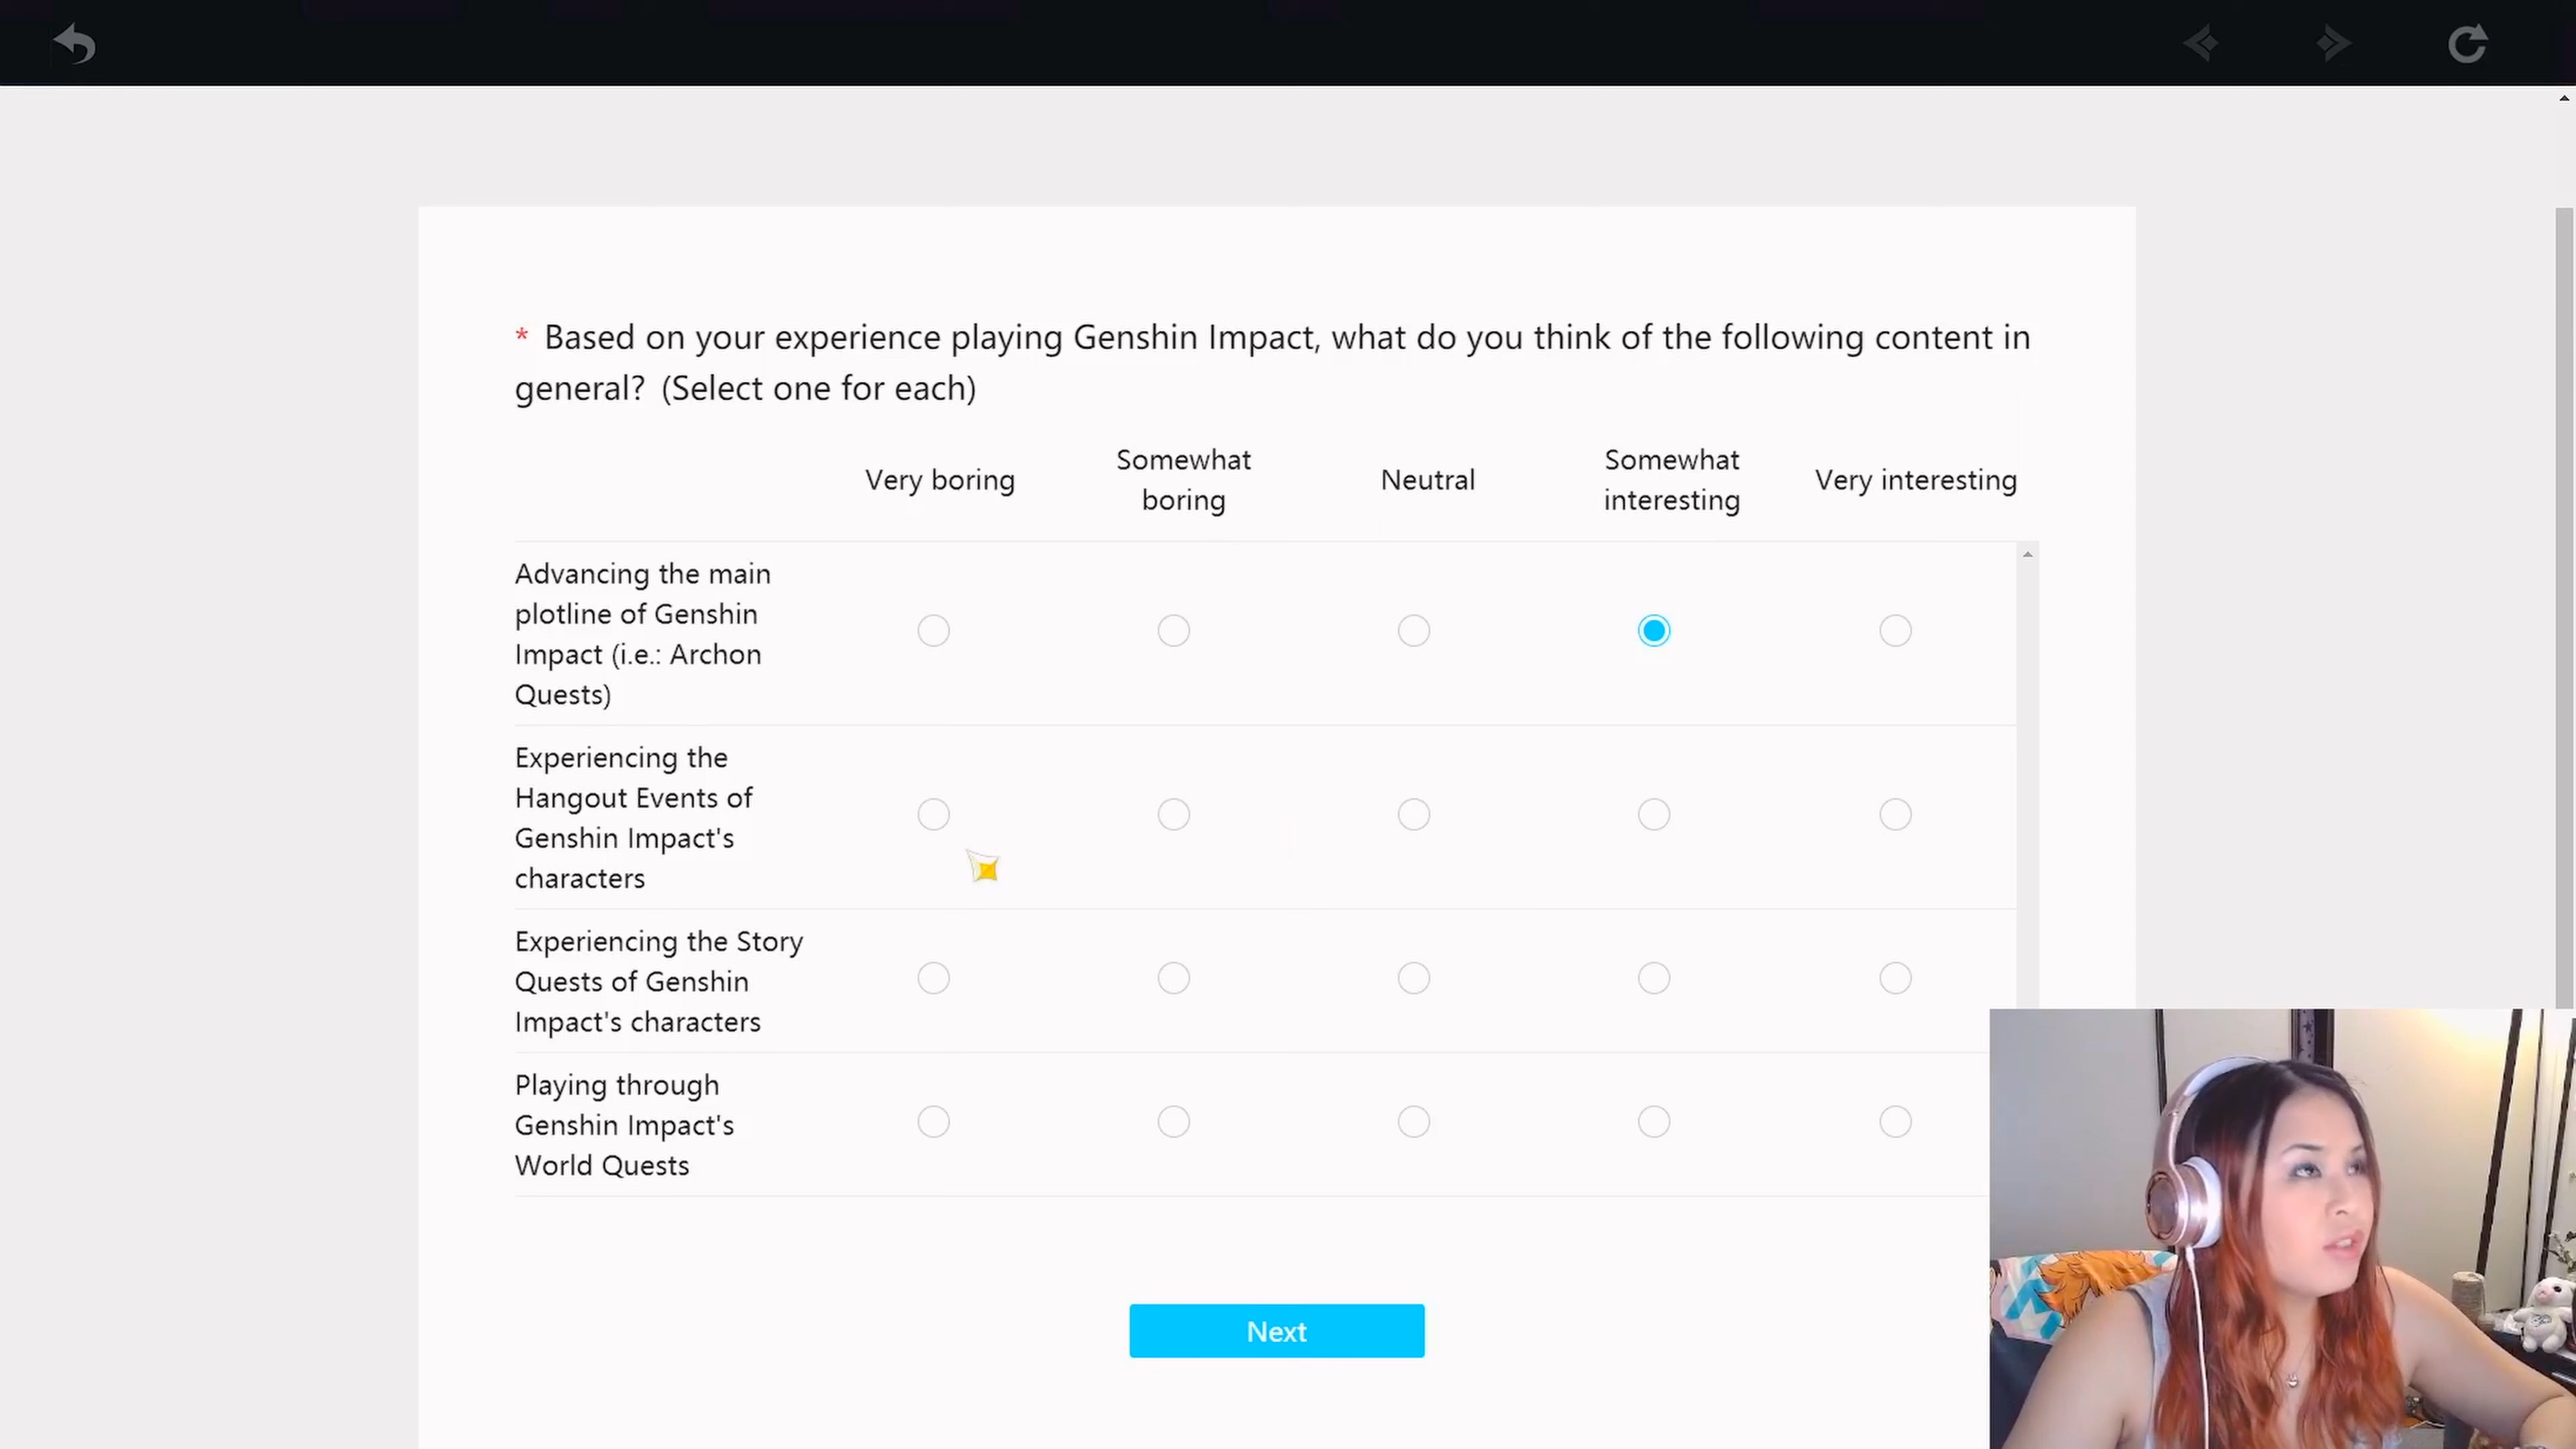 * Based on your experience playing Genshin Impact, what do you think of the following content in
general? (Select one for each)
Very boring
Somewhat
boring
Neutral
Somewhat
interesting
Very interesting
Advancing the main
plotline of Genshin
Impact (i.e.: Archon
Quests)
Experiencing the
Hangout Events of
Genshin Impact's
characters
Experiencing the Story
Quests of Genshin
Impact's characters
Playing through
Genshin Impact's
World Quests
Next